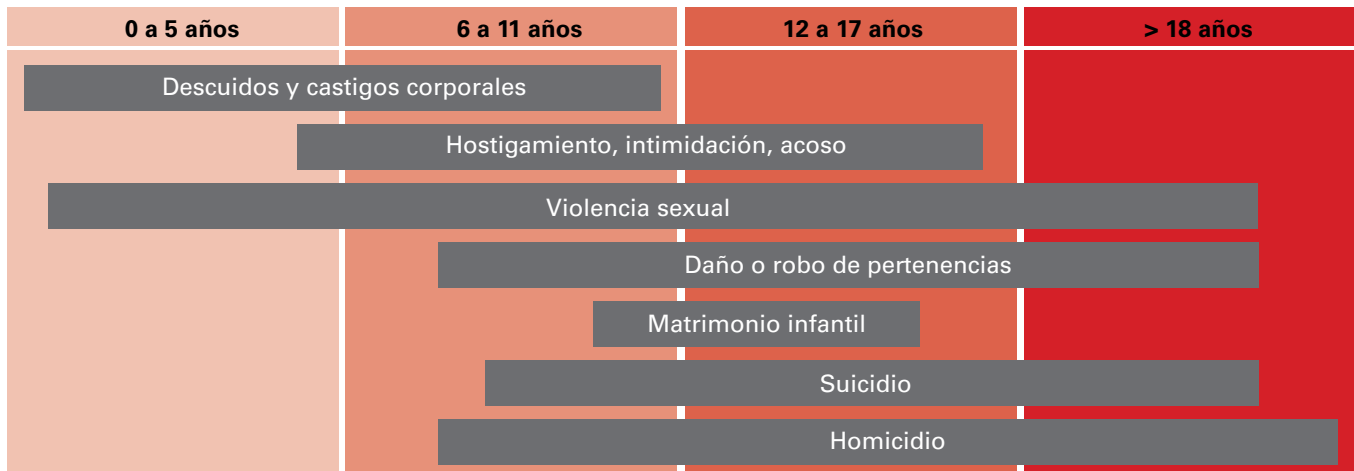 0 a 5 años
6 a 11 años
12 a 17 años
> 18 años
Descuidos y castigos corporales
Hostigamiento, intimidación, acoso
Violencia sexual
Daño o robo de pertenencias
Matrimonio infantil
Suicidio
Homicidio